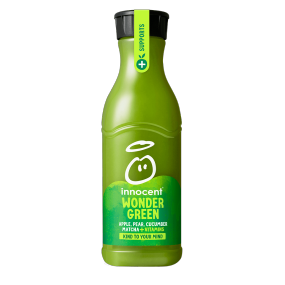 SUPPORTS
innocent
WONDER
GREEN
APPLE, PEAR, CUCUMBER
MATCHA + VITAMINS
KIND TO YOUR MIND